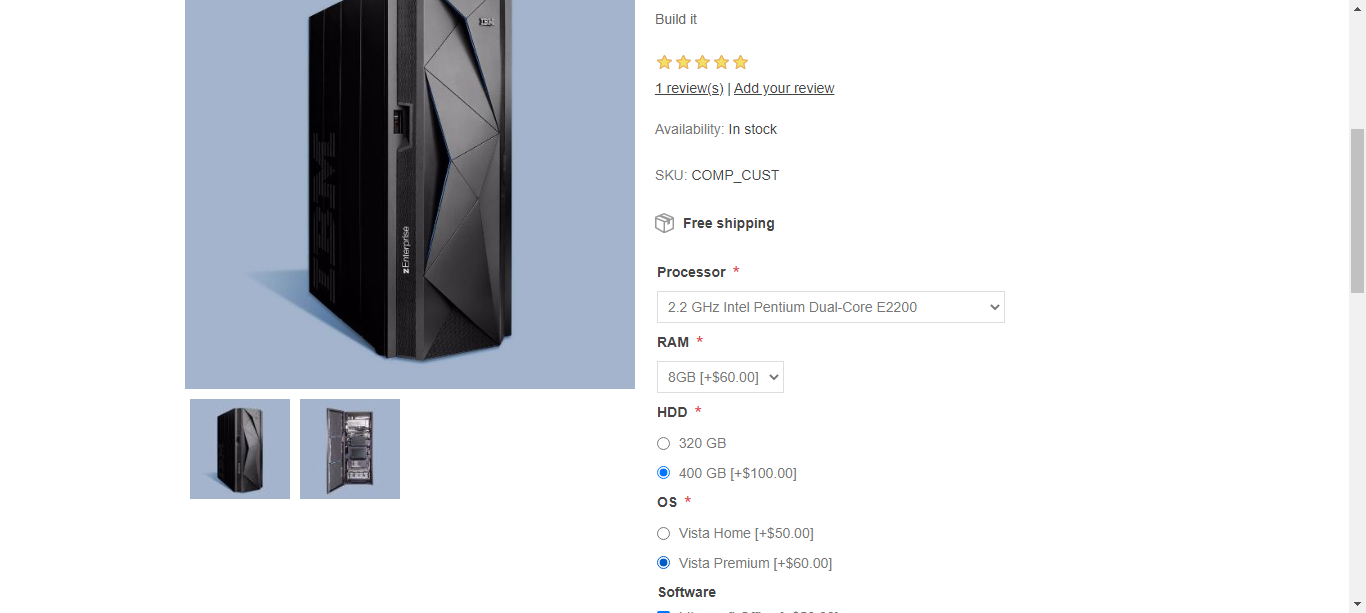 IBM
IBM
zEnterprise
Build it
1 review(s) | Add your review
Availability: In stock
SKU: COMP_CUST
Free shipping
Processor *
2.2 GHz Intel Pentium Dual-Core E2200
RAM *
8GB [+$60.00]
HDD *
320 GB
400 GB [+$100.00]
OS *
Vista Home [+$50.00]
Vista Premium [+$60.00]
Software